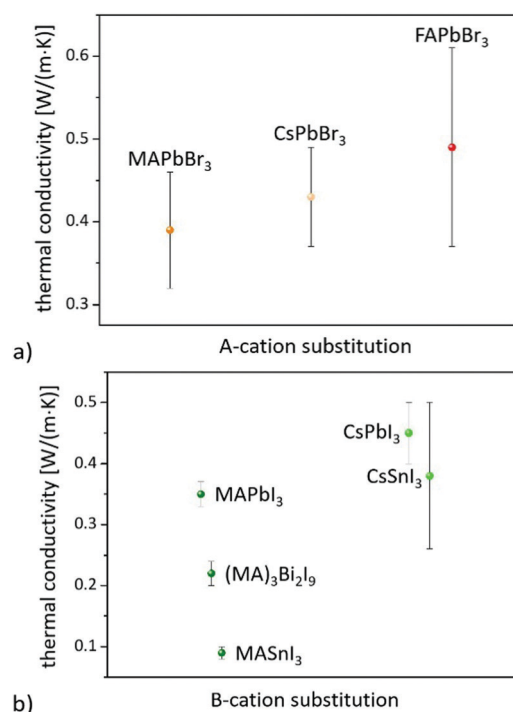 thermal conductivity [W/(m·K)]
0.6
0.5
0.4
0.3
FAPbBr₃
CsPbBr₃
MAPbBr₃
a)
A-cation substitution
thermal conductivity [W/(m·K)]
0.5
0.4
0.3
0.2
0.1
CsPbI₃
CsSnI₃
MAPbI₃
(MA)₃Bi₂I₉
MASnI₃
b)
B-cation substitution